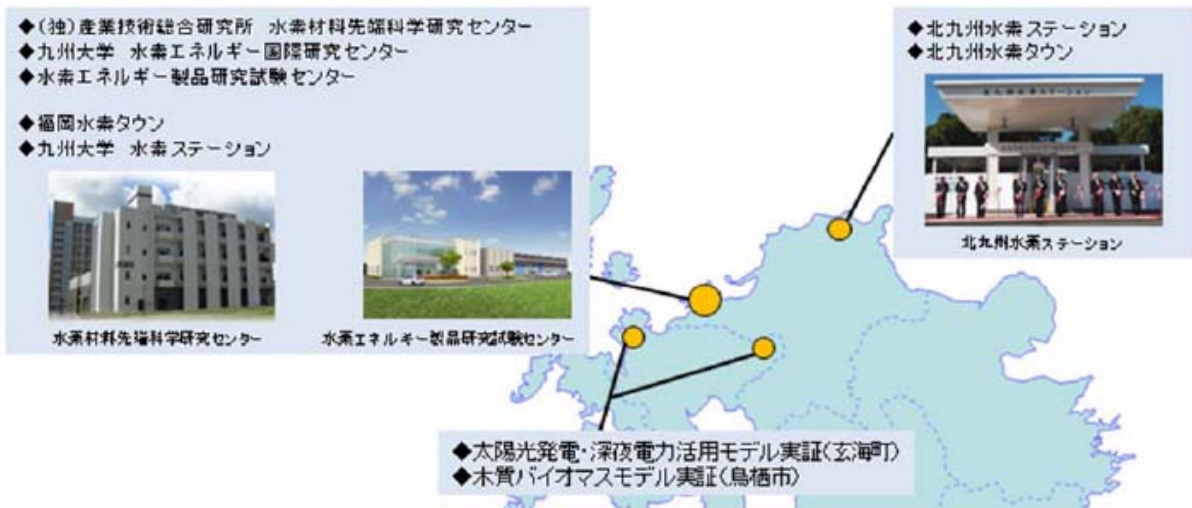 ◆(独)産業技術総合研究所 水素材料先端科学研究センター
◆九州大学 水素エネルギー国際研究センター
◆水素エネルギー製品研究試験センター
◆福岡水素タウン
◆九州大学 水素ステーション
水素材料先端科学研究センター
水素エネルギー製品研究試験センター
◆北九州水素ステーション
◆北九州水素タウン
北九州水素ステーション
◆太陽光発電・深夜電力活用モデル実証(玄海町)
◆木質バイオマスモデル実証(鳥栖市)